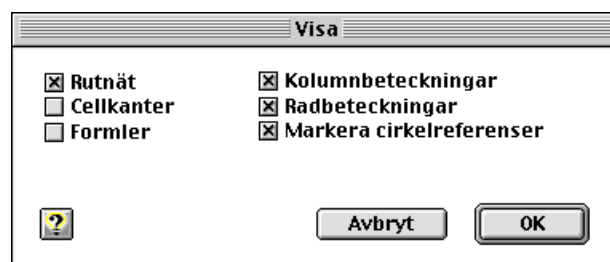 Visa
Rutnät
Cellkanter
Formler
Kolumnbeteckningar
Radbeteckningar
Markera cirkelreferenser
?
Avbryt
OK